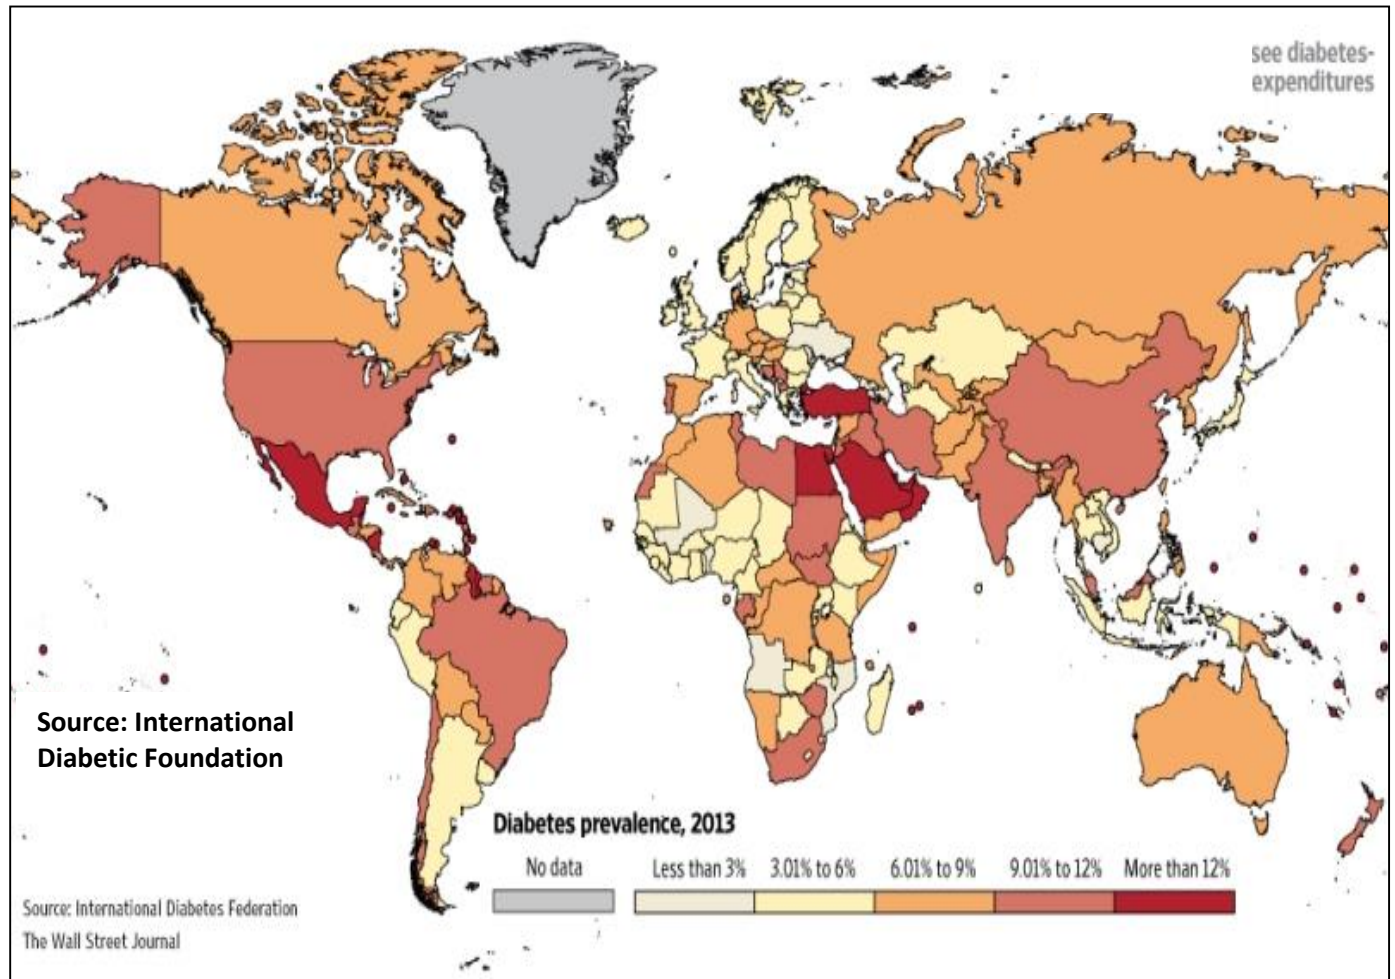 see diabetes-
expenditures
Source: International
Diabetic Foundation
Diabetes prevalence, 2013
No data
Less than 3%
3.01% to 6%
6.01% to 9%
9.01% to 12%
More than 12%
Source: International Diabetes Federation
The Wall Street Journal